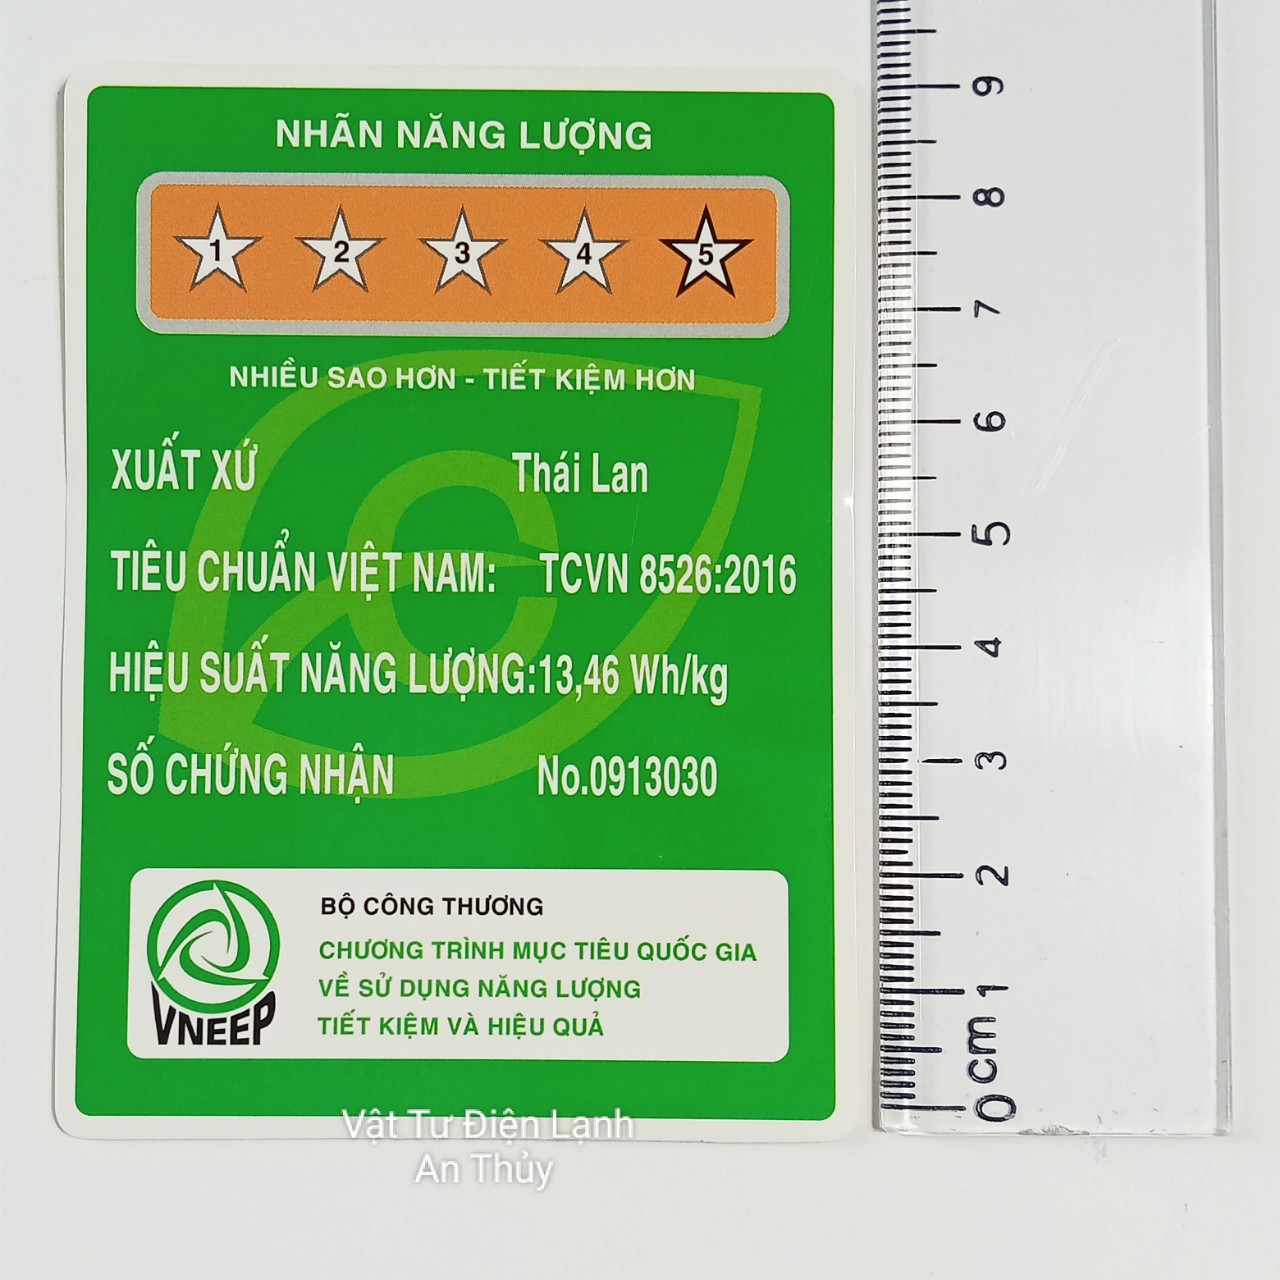 NHÃN NĂNG LƯỢNG
1 2 3 4 5
NHIỀU SAO HƠN - TIẾT KIỆM HƠN
XUẤT XỨ Thái Lan
TIÊU CHUẨN VIỆT NAM: TCVN 8526:2016
HIỆU SUẤT NĂNG LƯỢNG:13,46 Wh/kg
SỐ CHỨNG NHẬN No.0913030
VNEEP
BỘ CÔNG THƯƠNG
CHƯƠNG TRÌNH MỤC TIÊU QUỐC GIA
VỀ SỬ DỤNG NĂNG LƯỢNG
TIẾT KIỆM VÀ HIỆU QUẢ
Vật Tư Điện Lạnh
An Thủy
9
8
7
6
5
4
3
2
1
0 cm